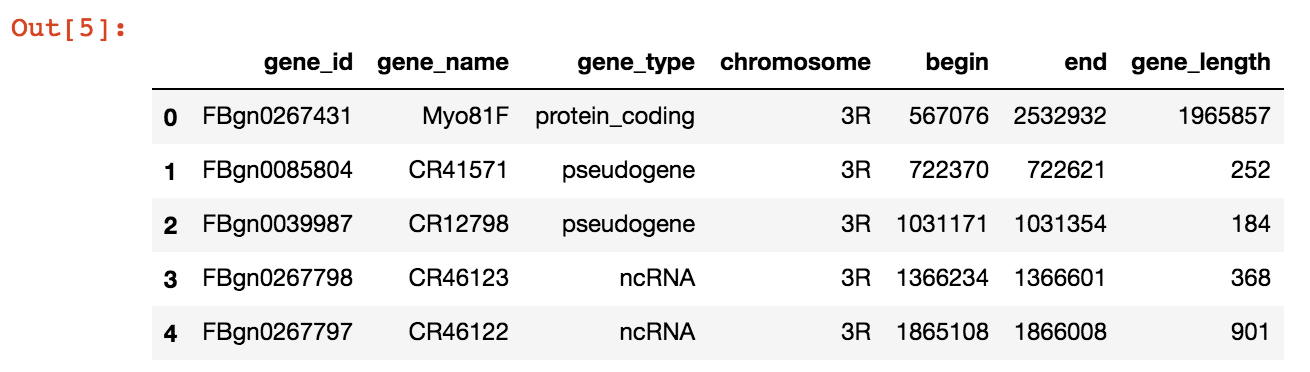 Out[5]:
gene_id gene_name gene_type chromosome begin end gene_length
0 FBgn0267431 Myo81F protein_coding 3R 567076 2532932 1965857
1 FBgn0085804 CR41571 pseudogene 3R 722370 722621 252
2 FBgn0039987 CR12798 pseudogene 3R 1031171 1031354 184
3 FBgn0267798 CR46123 ncRNA 3R 1366234 1366601 368
4 FBgn0267797 CR46122 ncRNA 3R 1865108 1866008 901